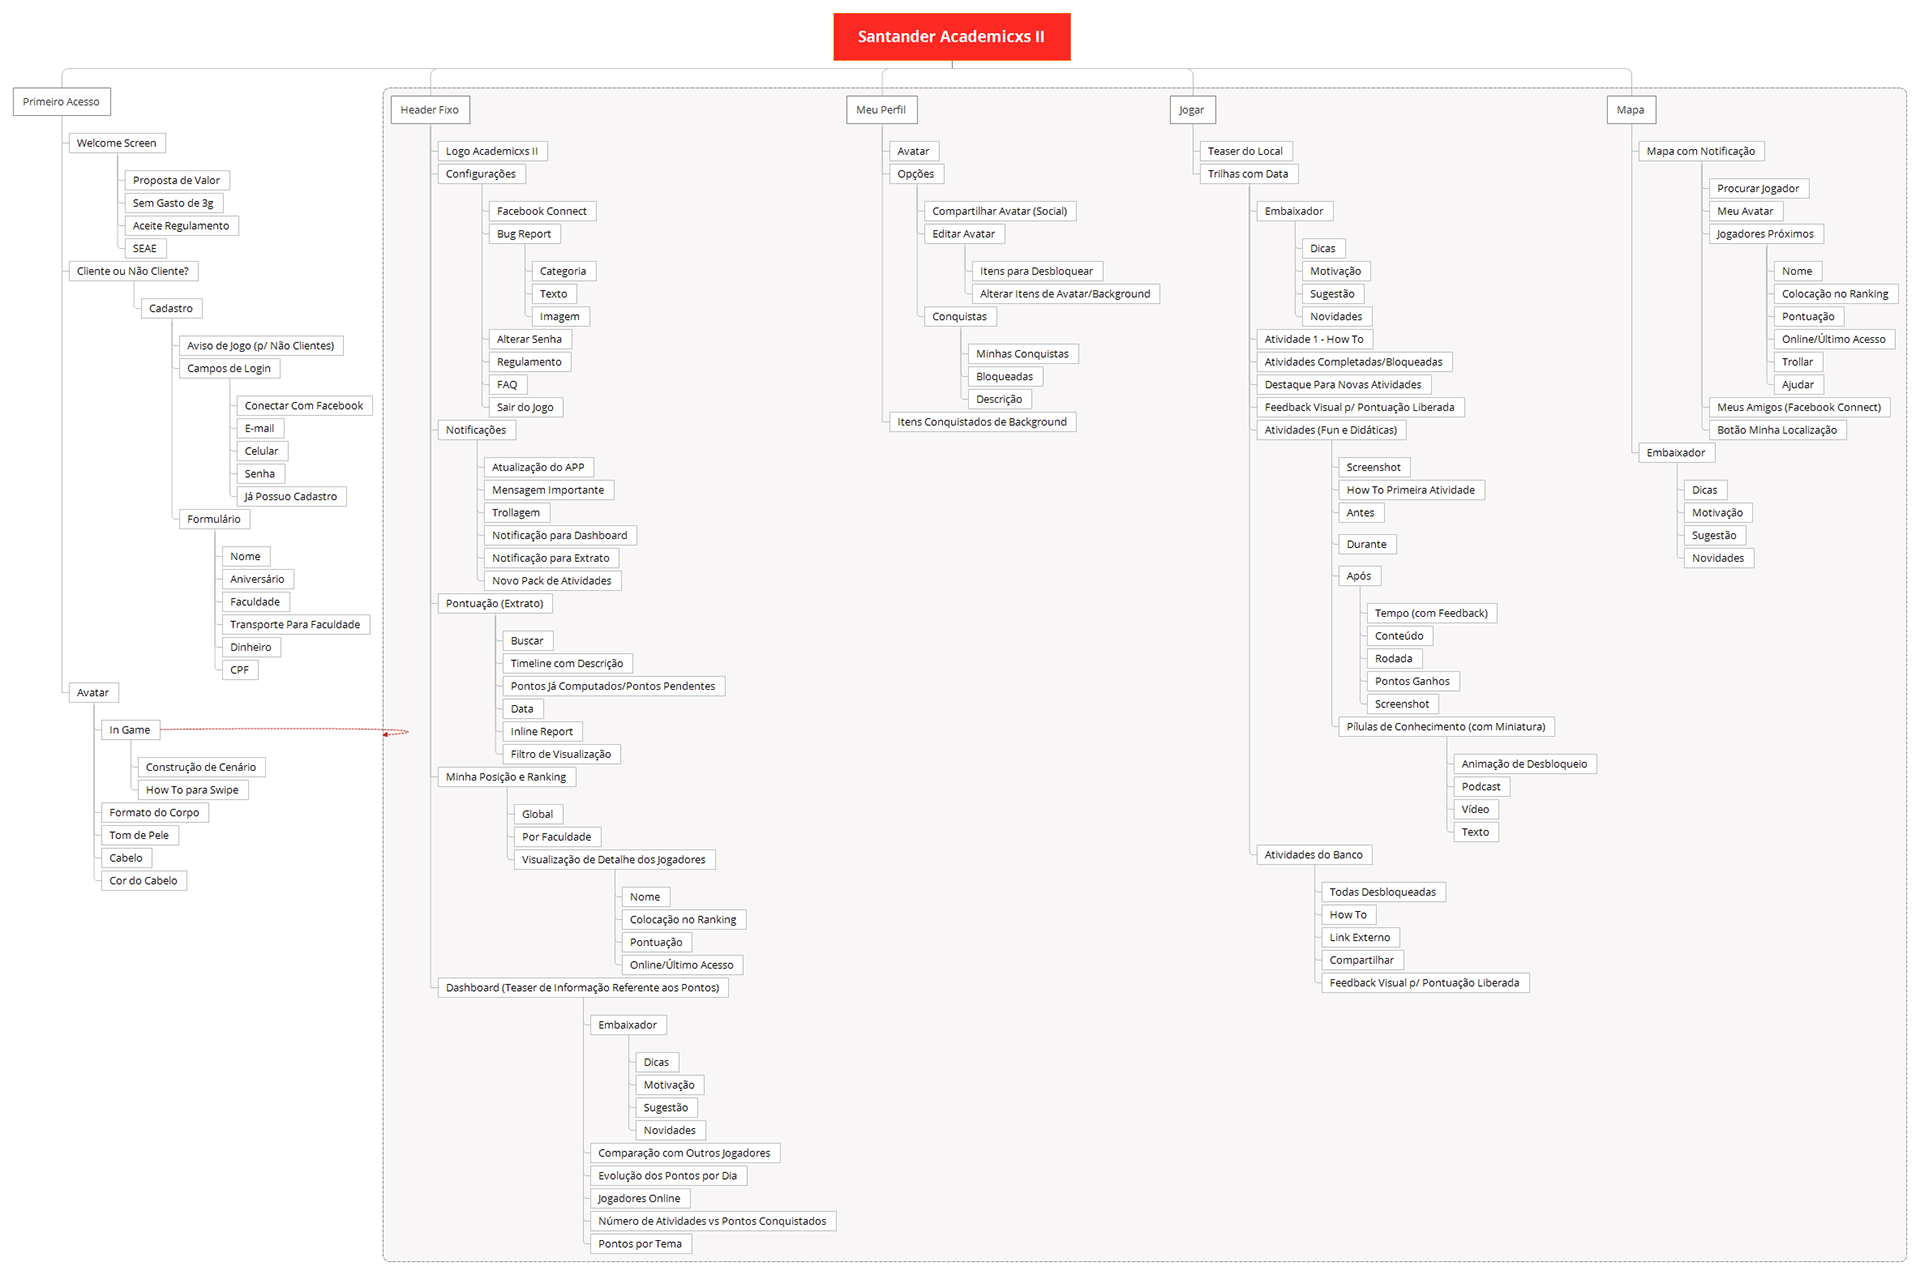 Santander Academicxs II
Primeiro Acesso
Welcome Screen
Proposta de Valor
Sem Gasto de 3g
Aceite Regulamento
SEAE
Cliente ou Não Cliente?
Cadastro
Aviso de Jogo (p/ Não Clientes)
Campos de Login
Conectar Com Facebook
E-mail
Celular
Senha
Já Possuo Cadastro
Formulário
Nome
Aniversário
Faculdade
Transporte Para Faculdade
Dinheiro
CPF
Avatar
In Game
Construção de Cenário
How To para Swipe
Formato do Corpo
Tom de Pele
Cabelo
Cor do Cabelo
Header Fixo
Logo Academicxs II
Configurações
Facebook Connect
Bug Report
Categoria
Texto
Imagem
Alterar Senha
Regulamento
FAQ
Sair do Jogo
Notificações
Atualização do APP
Mensagem Importante
Trollagem
Notificação para Dashboard
Notificação para Extrato
Novo Pack de Atividades
Pontuação (Extrato)
Buscar
Timeline com Descrição
Pontos Já Computados/Pontos Pendentes
Data
Inline Report
Filtro de Visualização
Minha Posição e Ranking
Global
Por Faculdade
Visualização de Detalhe dos Jogadores
Nome
Colocação no Ranking
Pontuação
Online/Último Acesso
Dashboard (Teaser de Informação Referente aos Pontos)
Embaixador
Dicas
Motivação
Sugestão
Novidades
Comparação com Outros Jogadores
Evolução dos Pontos por Dia
Jogadores Online
Número de Atividades vs Pontos Conquistados
Pontos por Tema
Meu Perfil
Avatar
Opções
Compartilhar Avatar (Social)
Editar Avatar
Itens para Desbloquear
Alterar Itens de Avatar/Background
Conquistas
Minhas Conquistas
Bloqueadas
Descrição
Itens Conquistados de Background
Jogar
Teaser do Local
Trilhas com Data
Embaixador
Dicas
Motivação
Sugestão
Novidades
Atividade 1 - How To
Atividades Completadas/Bloqueadas
Destaque Para Novas Atividades
Feedback Visual p/ Pontuação Liberada
Atividades (Fun e Didáticas)
Screenshot
How To Primeira Atividade
Antes
Durante
Após
Tempo (com Feedback)
Conteúdo
Rodada
Pontos Ganhos
Screenshot
Pílulas de Conhecimento (com Miniatura)
Animação de Desbloqueio
Podcast
Vídeo
Texto
Atividades do Banco
Todas Desbloqueadas
How To
Link Externo
Compartilhar
Feedback Visual p/ Pontuação Liberada
Mapa
Mapa com Notificação
Procurar Jogador
Meu Avatar
Jogadores Próximos
Nome
Colocação no Ranking
Pontuação
Online/Último Acesso
Trollar
Ajudar
Meus Amigos (Facebook Connect)
Botão Minha Localização
Embaixador
Dicas
Motivação
Sugestão
Novidades